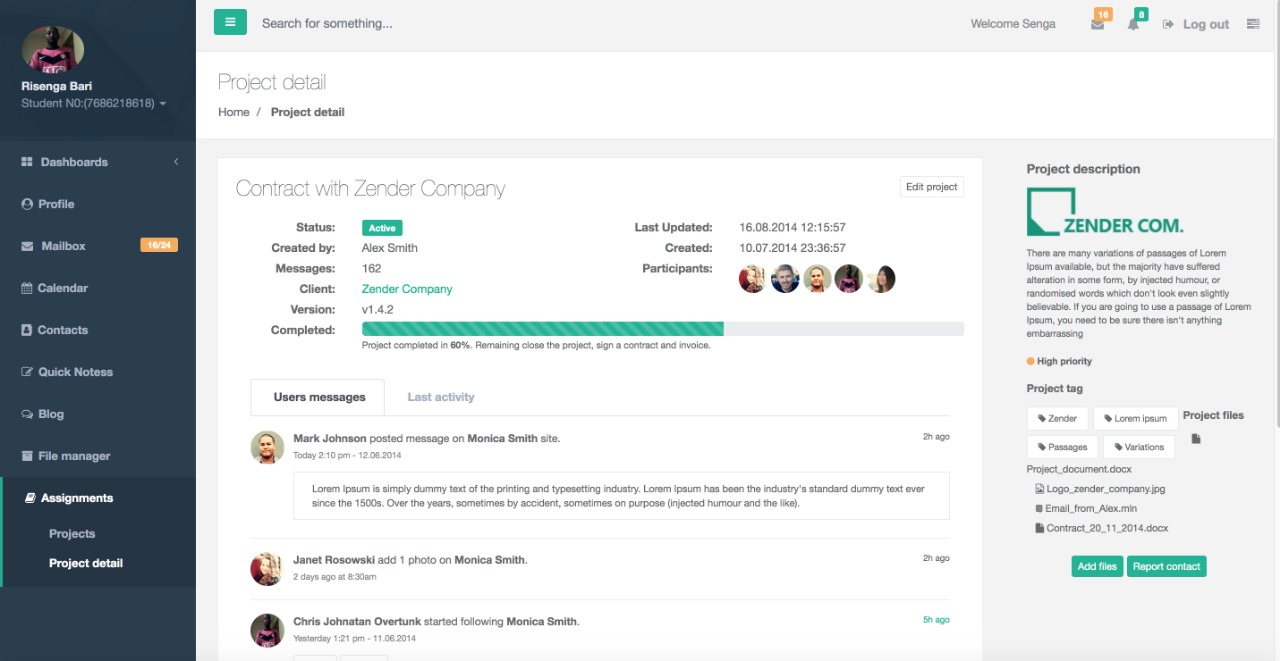 Search for something...
Welcome Senga
16
8
Log out
Risenga Bari
Student N0:(7686218618)
Dashboards
Profile
Mailbox
16/24
Calendar
Contacts
Quick Notess
Blog
File manager
Assignments
Projects
Project detail
Project detail
Home / Project detail
Contract with Zender Company
Edit project
Status: Active
Created by: Alex Smith
Messages: 162
Client: Zender Company
Version: v1.4.2
Last Updated: 16.08.2014 12:15:57
Created: 10.07.2014 23:36:57
Participants:
Completed:
Project completed in 60%. Remaining close the project, sign a contract and invoice.
Users messages
Last activity
Mark Johnson posted message on Monica Smith site.
2h ago
Today 2:10 pm - 12.06.2014
Lorem Ipsum is simply dummy text of the printing and typesetting industry. Lorem Ipsum has been the industry's standard dummy text ever
since the 1500s. Over the years, sometimes by accident, sometimes on purpose (injected humour and the like).
Janet Rosowski add 1 photo on Monica Smith.
2h ago
2 days ago at 8:30am
Chris Johnatan Overtunk started following Monica Smith.
5h ago
Yesterday 1:21 pm - 11.06.2014
Project description
ZENDER COM.
There are many variations of passages of Lorem
Ipsum available, but the majority have suffered
alteration in some form, by injected humour, or
randomised words which don't look even slightly
believable. If you are going to use a passage of Lorem
Ipsum, you need to be sure there isn't anything
embarrassing
High priority
Project tag
Zender
Lorem ipsum
Project files
Passages
Variations
Project_document.docx
Logo_zender_company.jpg
Email_from_Alex.mln
Contract_20_11_2014.docx
Add files
Report contact